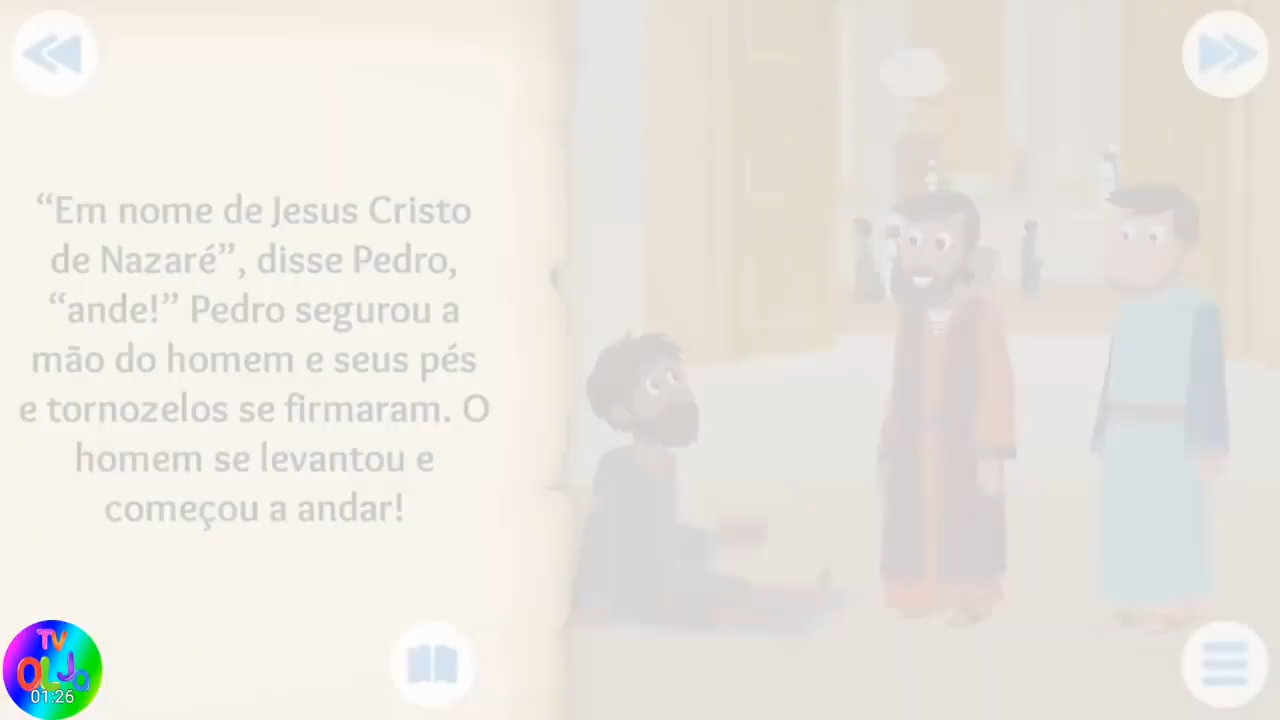 “Em nome de Jesus Cristo
de Nazaré”, disse Pedro,
“ande!” Pedro segurou a
mão do homem e seus pés
e tornozelos se firmaram. O
homem se levantou e
começou a andar!
TV
01:26